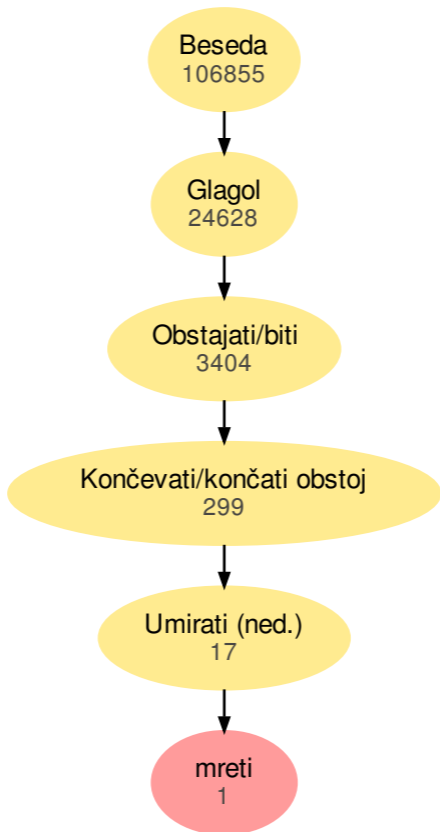 Beseda
106855
Glagol
24628
Obstajati/biti
3404
Končevati/končati obstoj
299
Umirati (ned.)
17
mreti
1